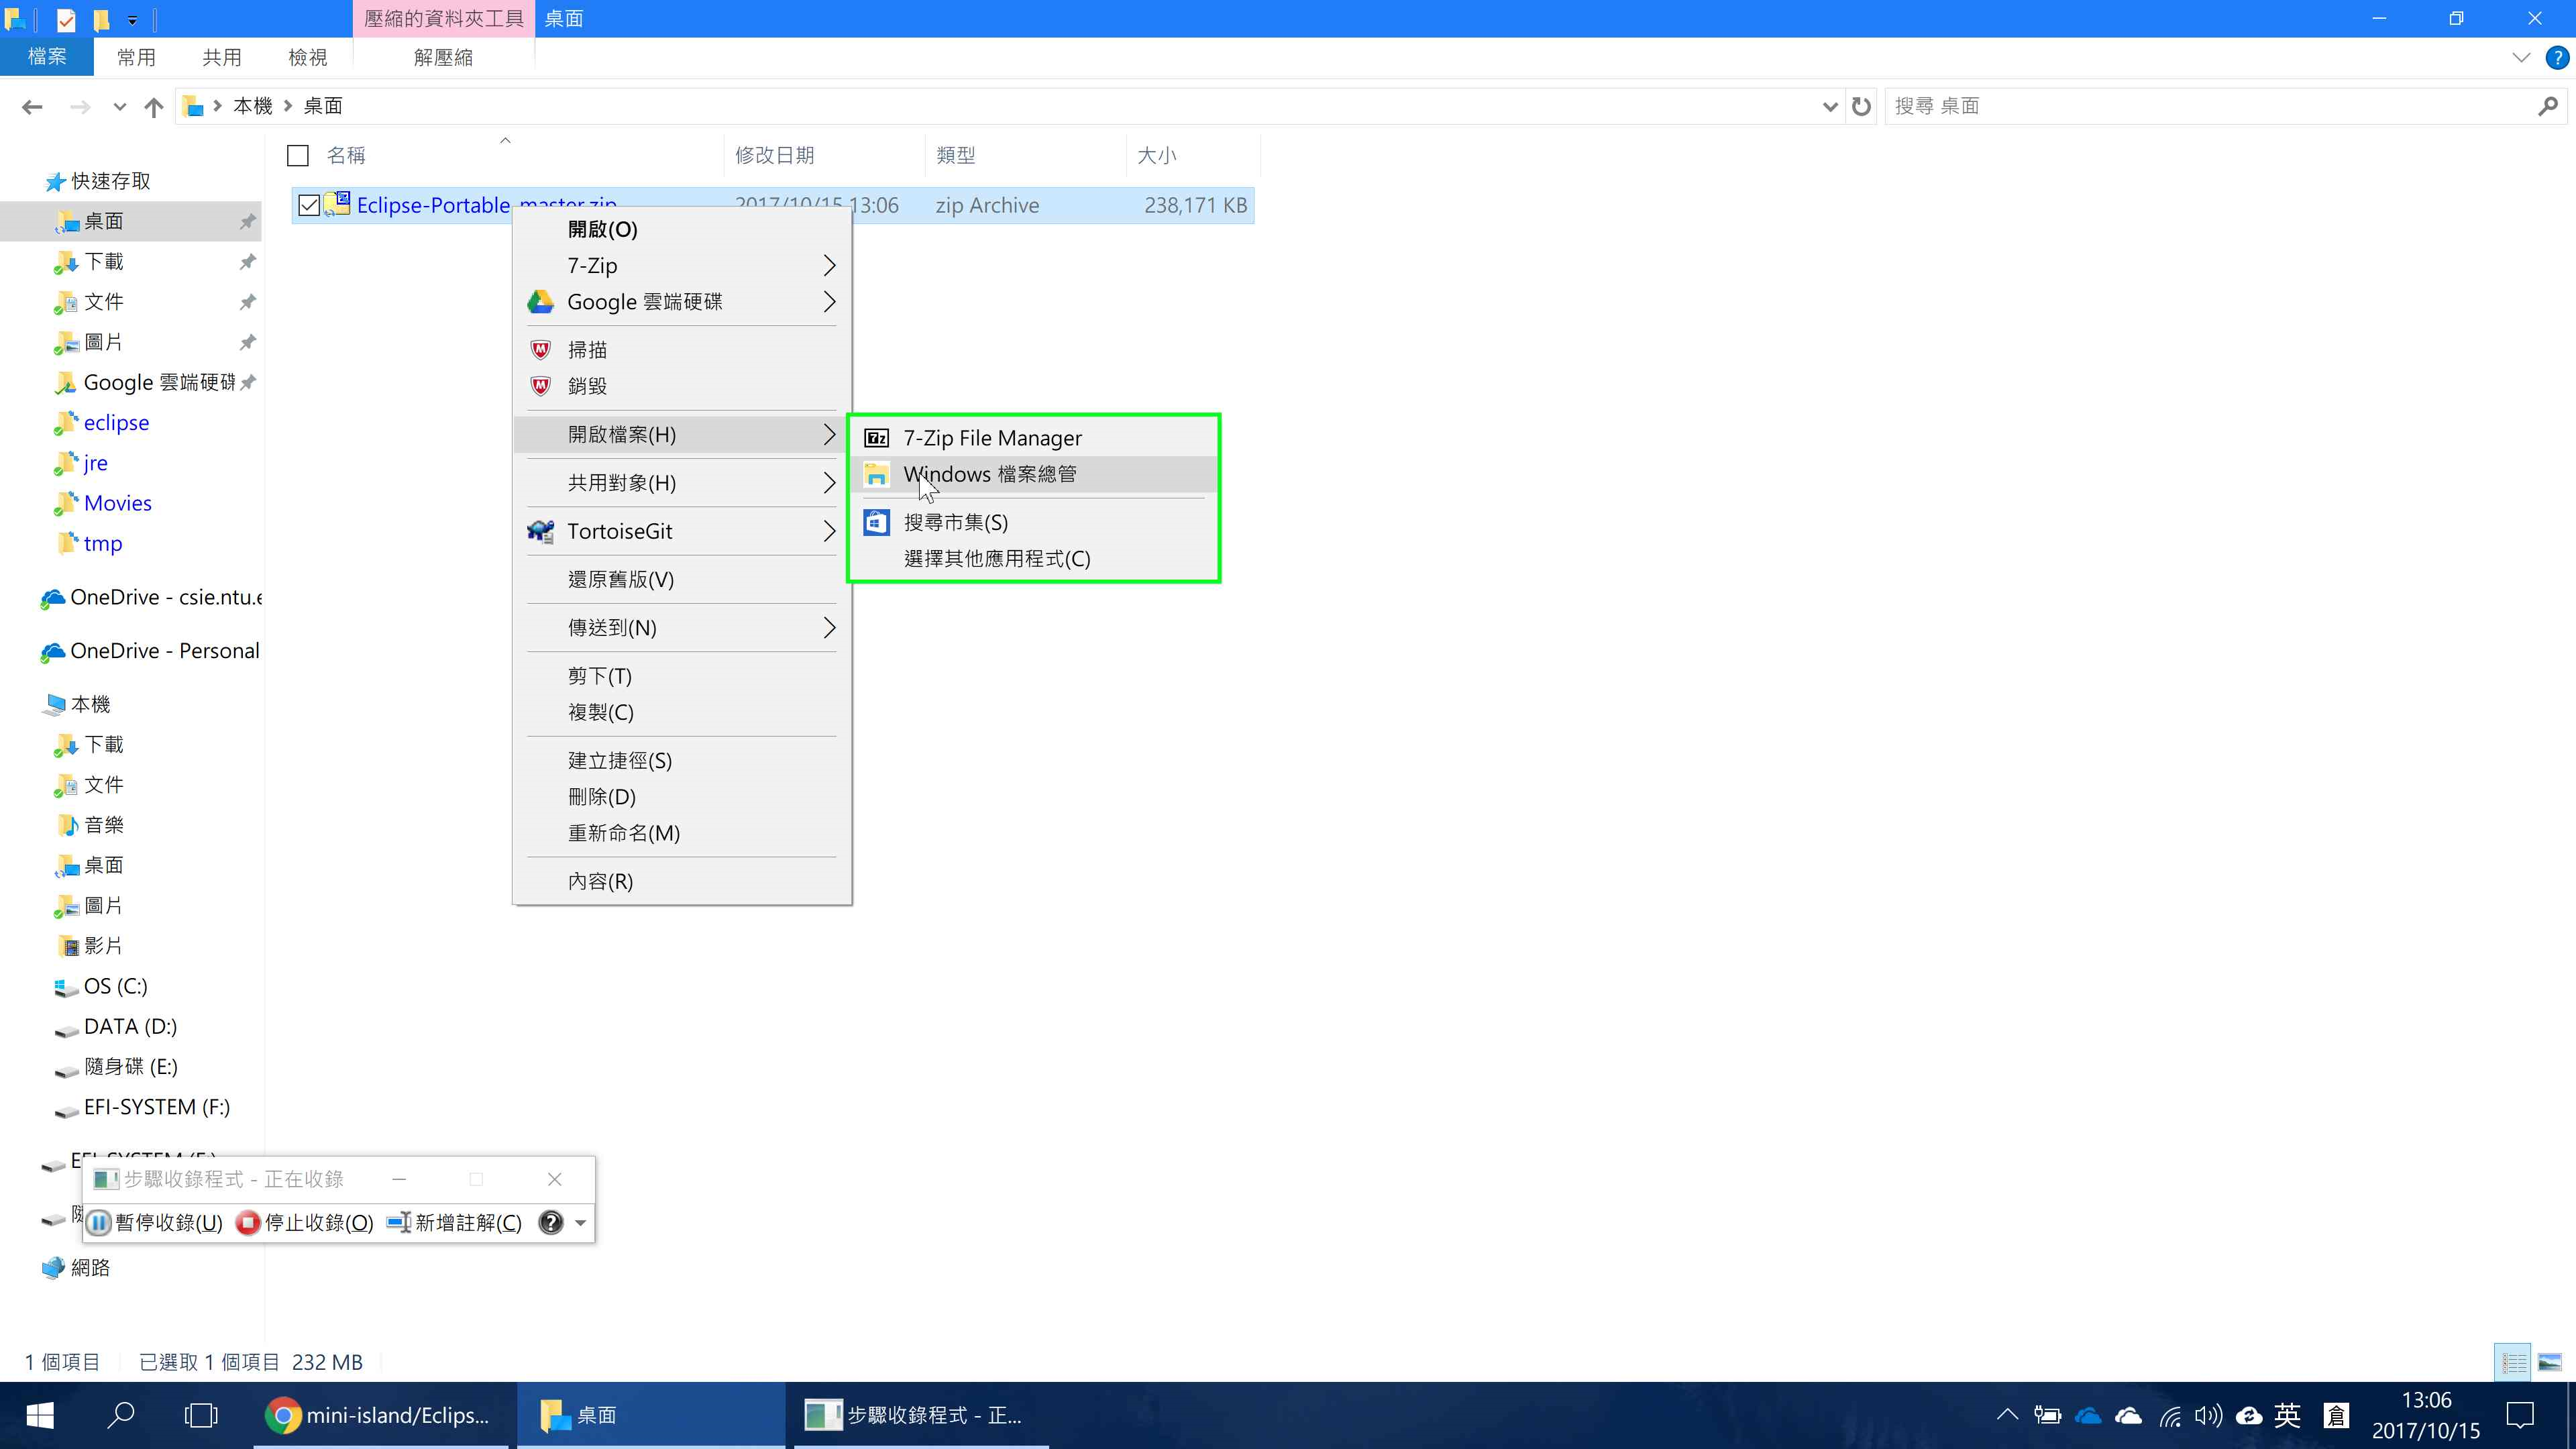 壓縮的資料夾工具 桌面
檔案 常用 共用 檢視 解壓縮
本機 桌面
搜尋 桌面
名稱 修改日期 類型 大小
Eclipse-Portable-master.zip 2017/10/15 13:06 zip Archive 238,171 KB
快速存取
桌面
下載
文件
圖片
Google 雲端硬碟
eclipse
jre
Movies
tmp
OneDrive - csie.ntu.e
OneDrive - Personal
本機
下載
文件
音樂
桌面
圖片
影片
OS (C:)
DATA (D:)
隨身碟 (E:)
EFI-SYSTEM (F:)
EFI-SYSTEM (F:)
隨
網路
開啟(O)
7-Zip
Google 雲端硬碟
掃描
銷毀
開啟檔案(H)
共用對象(H)
TortoiseGit
還原舊版(V)
傳送到(N)
剪下(T)
複製(C)
建立捷徑(S)
刪除(D)
重新命名(M)
內容(R)
7-Zip File Manager
Windows 檔案總管
搜尋市集(S)
選擇其他應用程式(C)
步驟收錄程式 - 正在收錄
暫停收錄(U) 停止收錄(O) 新增註解(C)
1 個項目 已選取 1 個項目 232 MB
mini-island/Eclips... 桌面 步驟收錄程式 - 正... 英 倉
13:06
2017/10/15